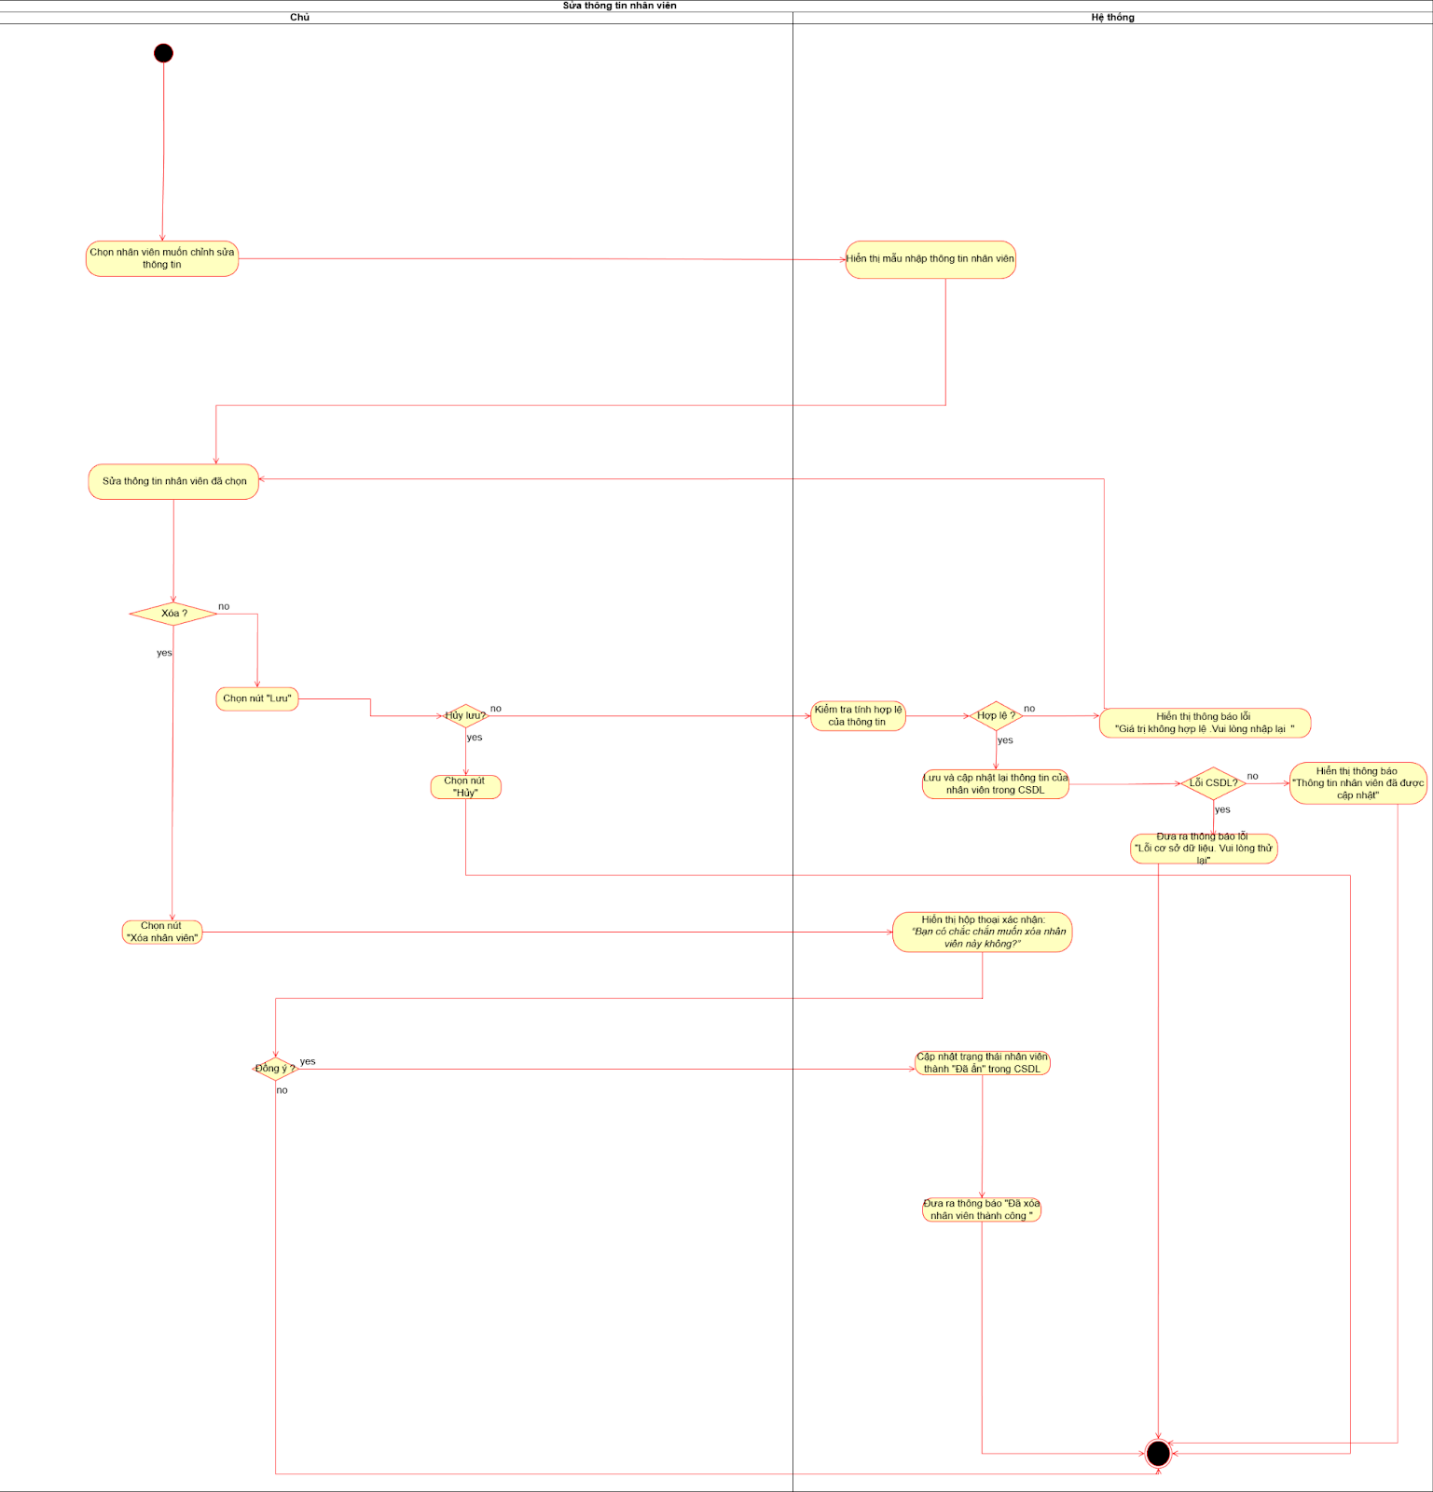 Sửa thông tin nhân viên
Chủ
Hệ thống
Chọn nhân viên muốn chỉnh sửa
thông tin
Hiển thị mẫu nhập thông tin nhân viên
Sửa thông tin nhân viên đã chọn
Xóa ?
no
yes
Chọn nút "Lưu"
Hủy lưu?
no
yes
Chọn nút
"Hủy"
Kiểm tra tính hợp lệ
của thông tin
Hợp lệ ?
no
yes
Hiển thị thông báo lỗi
"Giá trị không hợp lệ .Vui lòng nhập lại "
Lưu và cập nhật lại thông tin của
nhân viên trong CSDL
Lỗi CSDL?
no
yes
Hiển thị thông báo
"Thông tin nhân viên đã được
cập nhật"
Đưa ra thông báo lỗi
"Lỗi cơ sở dữ liệu. Vui lòng thử
lại"
Chọn nút
"Xóa nhân viên"
Hiển thị hộp thoại xác nhận:
"Bạn có chắc chắn muốn xóa nhân
viên này không?"
Đồng ý ?
yes
no
Cập nhật trạng thái nhân viên
thành "Đã ẩn" trong CSDL
Đưa ra thông báo "Đã xóa
nhân viên thành công "